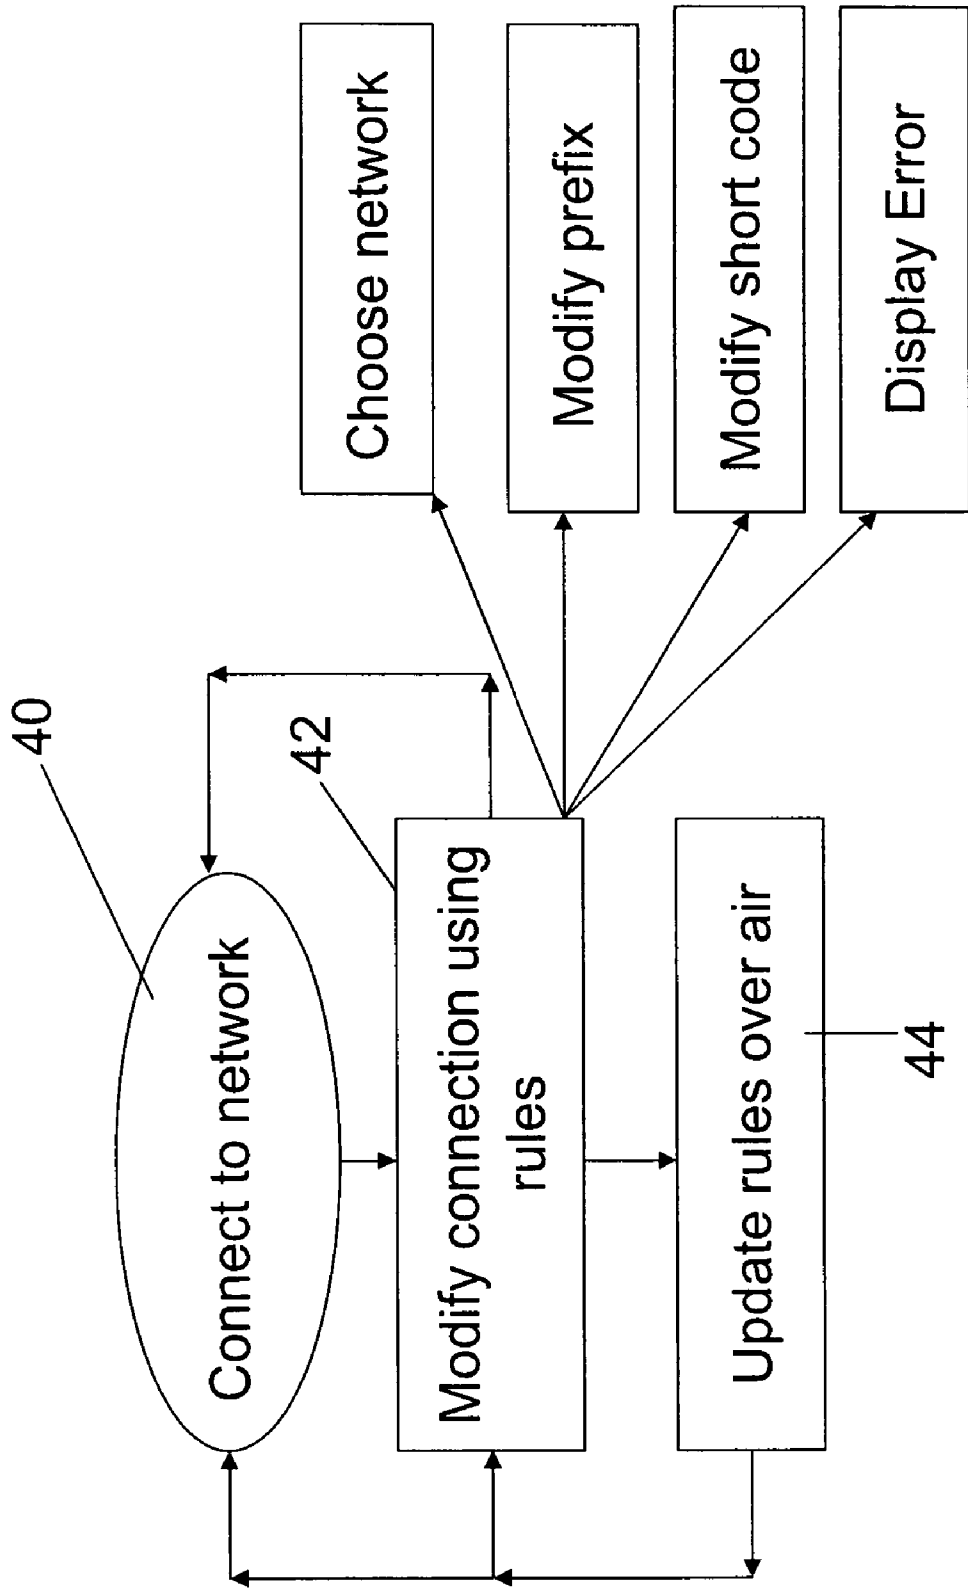 40
Connect to network
42
Modify connection using
rules
Update rules over air
44
Choose network
Modify prefix
Modify short code
Display Error